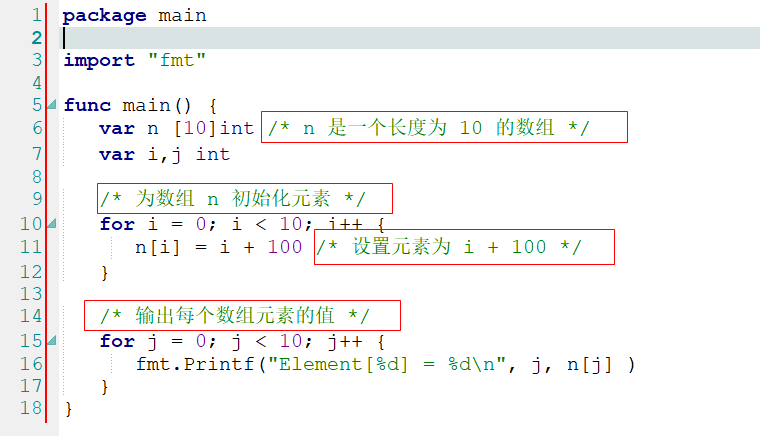 1 package main
2
3 import "fmt"
4
5 func main() {
6 var n [10]int /* n 是一个长度为 10 的数组 */
7 var i,j int
8
9 /* 为数组 n 初始化元素 */
10 for i = 0; i < 10; i++ {
11 n[i] = i + 100 /* 设置元素为 i + 100 */
12 }
13
14 /* 输出每个数组元素的值 */
15 for j = 0; j < 10; j++ {
16 fmt.Printf("Element[%d] = %d\n", j, n[j] )
17 }
18 }